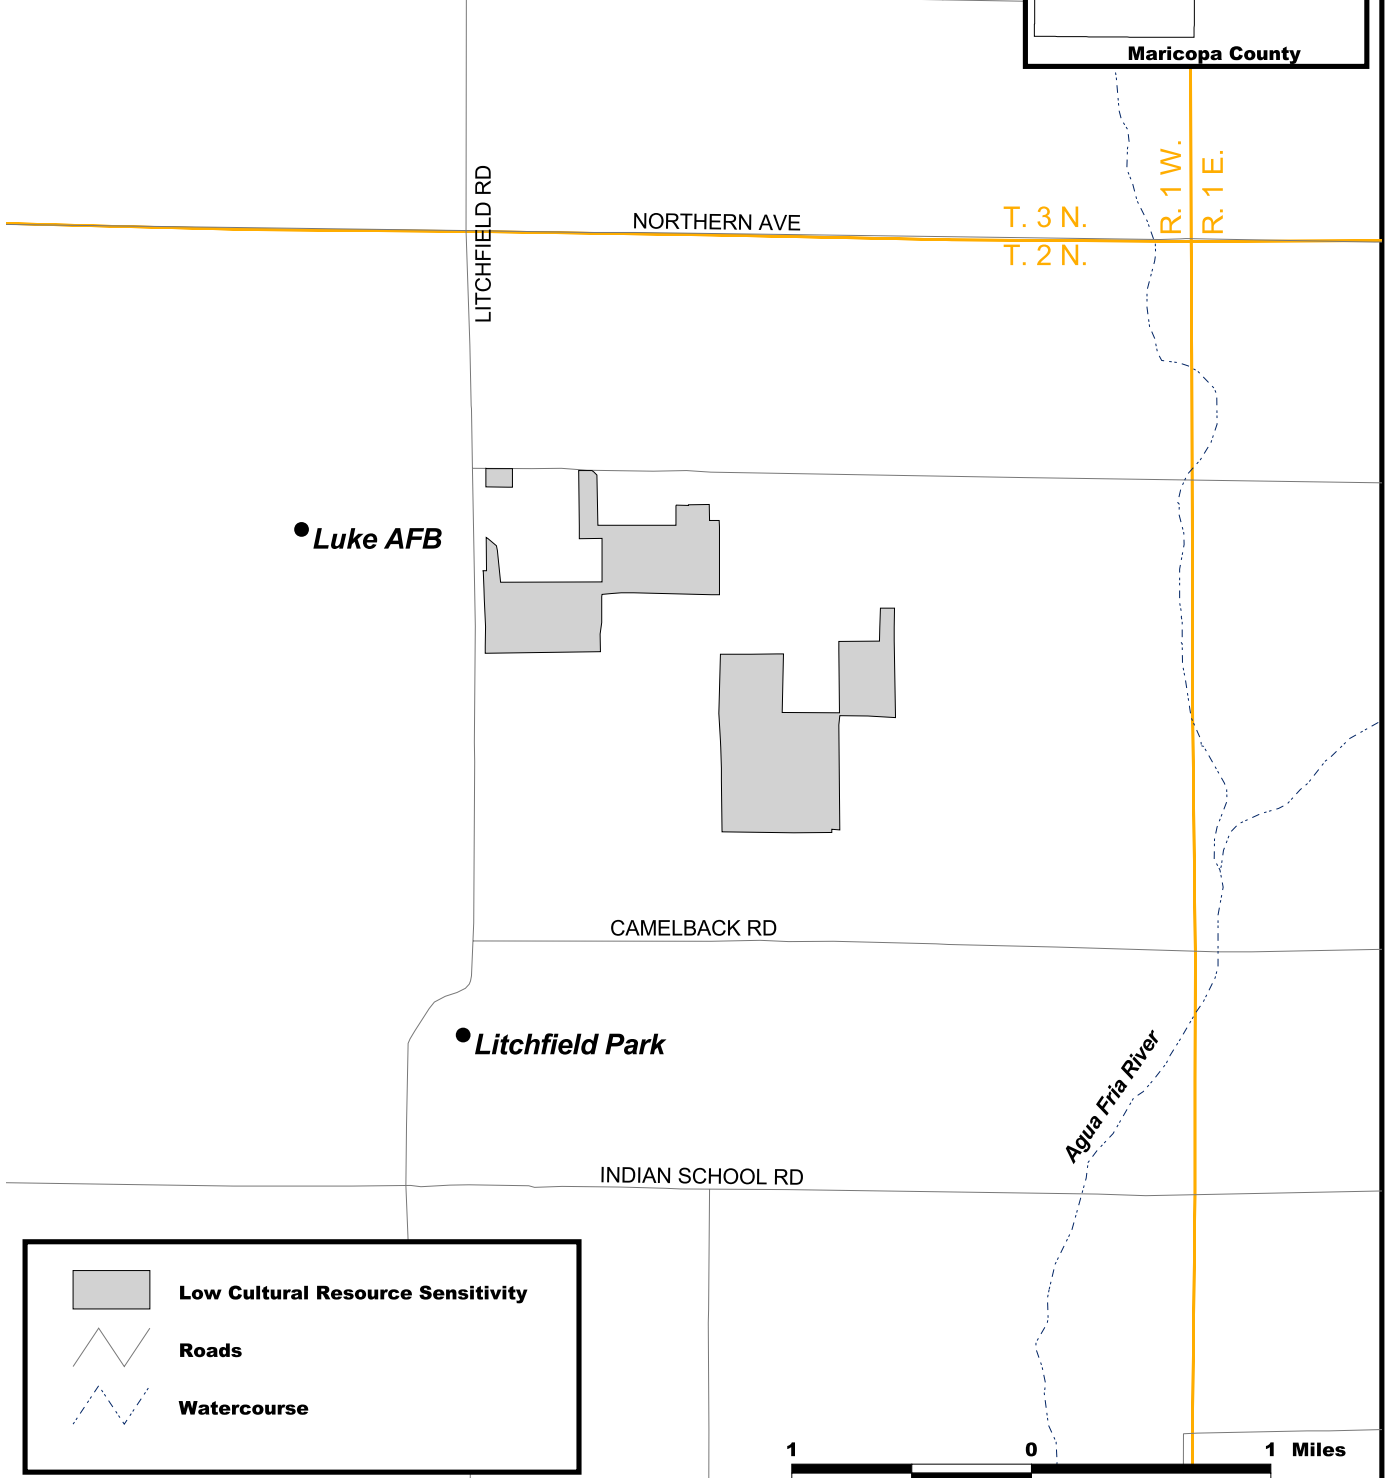 Maricopa County
LITCHFIELD RD
NORTHERN AVE
T. 3 N.
T. 2 N.
R. 1 W.
R. 1 E.
Luke AFB
CAMELBACK RD
Litchfield Park
Agua Fria River
INDIAN SCHOOL RD
Low Cultural Resource Sensitivity
Roads
Watercourse
1 0 1 Miles